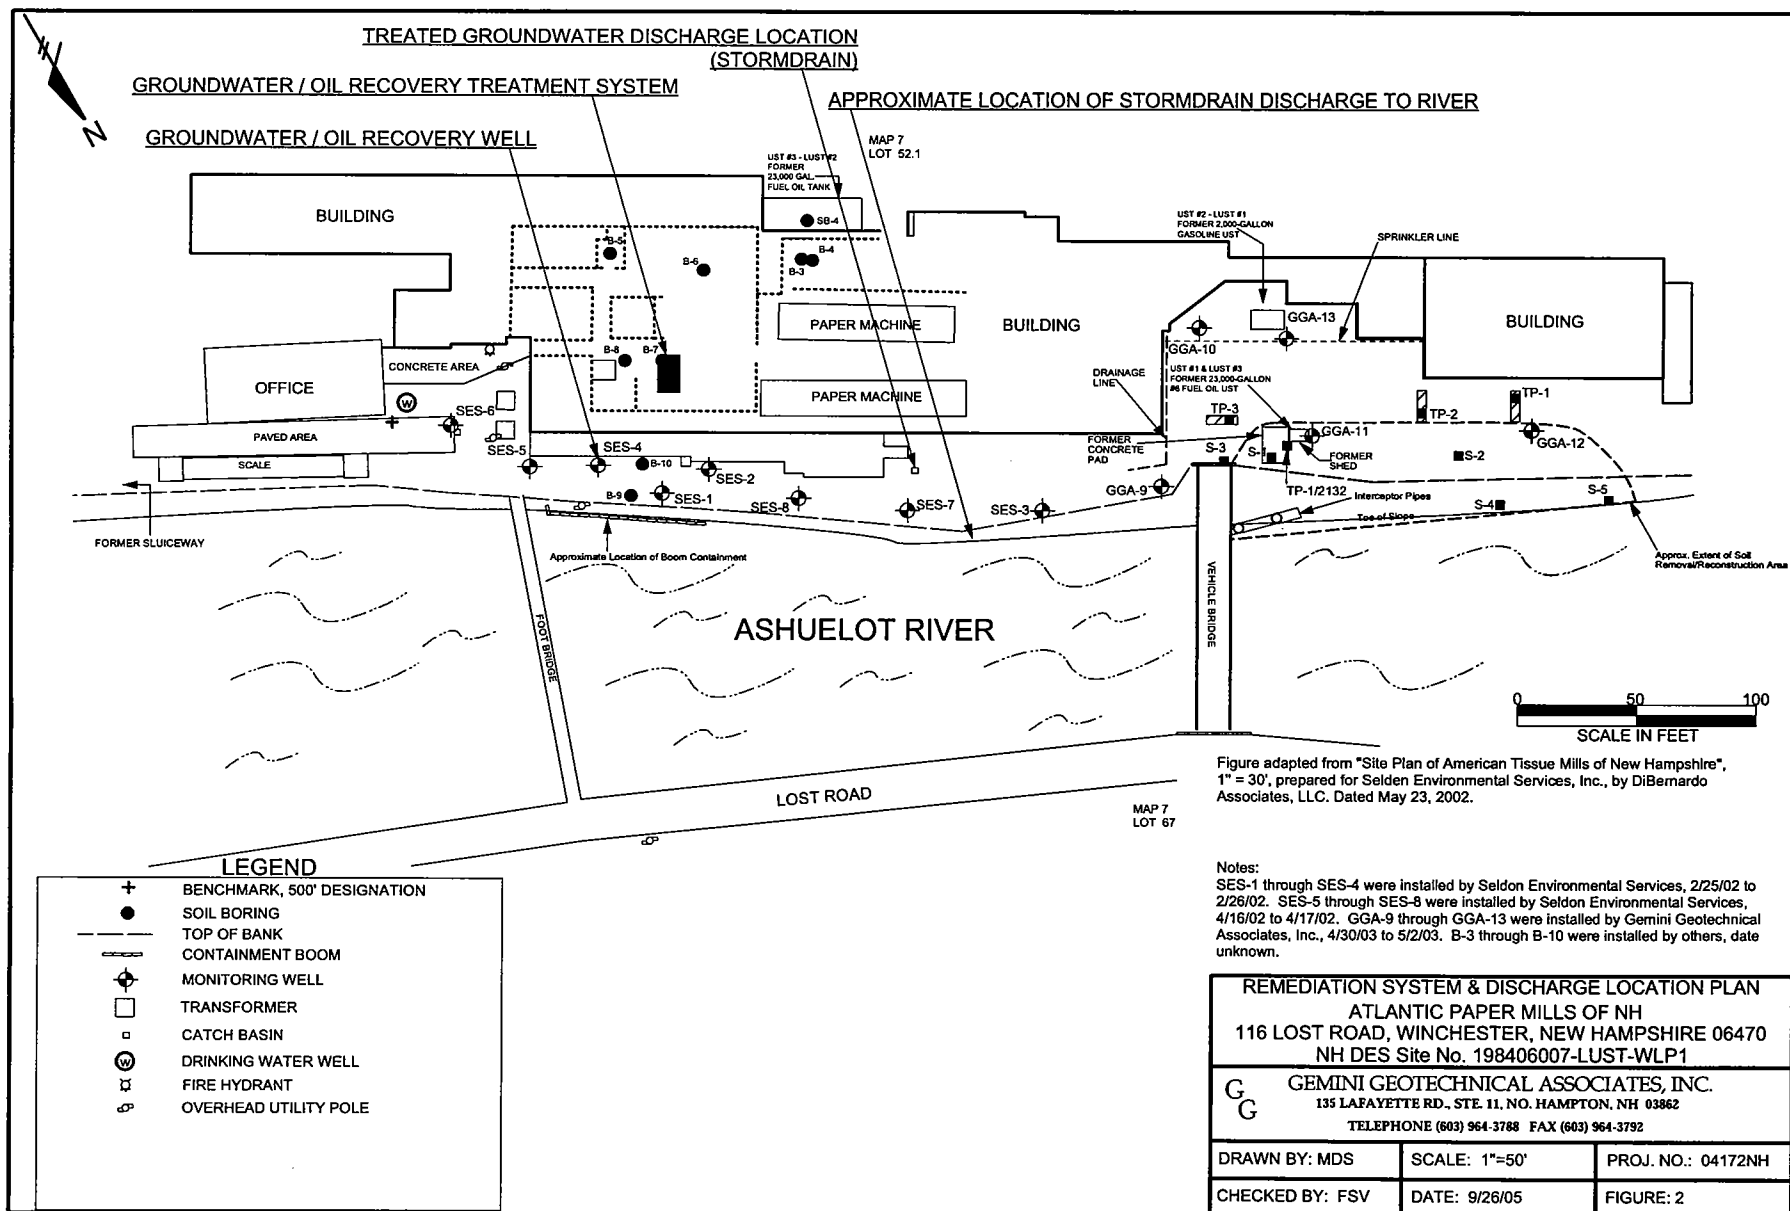 TREATED GROUNDWATER DISCHARGE LOCATION
(STORMDRAIN)
GROUNDWATER / OIL RECOVERY TREATMENT SYSTEM
APPROXIMATE LOCATION OF STORMDRAIN DISCHARGE TO RIVER
GROUNDWATER / OIL RECOVERY WELL
N
MAP 7
LOT 52.1
UST #3 - LUST #2
FORMER
23,000 GAL.
FUEL OIL TANK
BUILDING
SB-4
UST #2 - LUST #1
FORMER 2,000-GALLON
GASOLINE UST
SPRINKLER LINE
B-5
B-6
B-4
B-3
PAPER MACHINE
BUILDING
GGA-13
BUILDING
GGA-10
B-8
B-7
CONCRETE AREA
OFFICE
W
DRAINAGE
LINE
UST #1 & LUST #3
FORMER 23,000-GALLON
#6 FUEL OIL UST
PAPER MACHINE
TP-1
TP-2
TP-3
SES-6
PAVED AREA
SCALE
SES-5
SES-4
B-10
SES-2
FORMER
CONCRETE
PAD
S-3
S-1
GGA-11
FORMER
SHED
GGA-12
S-2
B-9
SES-1
SES-8
SES-7
SES-3
GGA-9
TP-1/2132
Interceptor Pipes
Toe of Slope
S-4
S-5
FORMER SLUICEWAY
Approximate Location of Boom Containment
Approx. Extent of Soil
Removal/Reconstruction Area
FOOT BRIDGE
VEHICLE BRIDGE
ASHUELOT RIVER
0 50 100
SCALE IN FEET
LOST ROAD
MAP 7
LOT 67
Figure adapted from "Site Plan of American Tissue Mills of New Hampshire",
1" = 30', prepared for Selden Environmental Services, Inc., by DiBernardo
Associates, LLC. Dated May 23, 2002.
LEGEND
BENCHMARK, 500' DESIGNATION
SOIL BORING
TOP OF BANK
CONTAINMENT BOOM
MONITORING WELL
TRANSFORMER
CATCH BASIN
W DRINKING WATER WELL
FIRE HYDRANT
OVERHEAD UTILITY POLE
Notes:
SES-1 through SES-4 were installed by Seldon Environmental Services, 2/25/02 to
2/26/02. SES-5 through SES-8 were installed by Seldon Environmental Services,
4/16/02 to 4/17/02. GGA-9 through GGA-13 were installed by Gemini Geotechnical
Associates, Inc., 4/30/03 to 5/2/03. B-3 through B-10 were installed by others, date
unknown.
REMEDIATION SYSTEM & DISCHARGE LOCATION PLAN
ATLANTIC PAPER MILLS OF NH
116 LOST ROAD, WINCHESTER, NEW HAMPSHIRE 06470
NH DES Site No. 198406007-LUST-WLP1
G G
GEMINI GEOTECHNICAL ASSOCIATES, INC.
135 LAFAYETTE RD., STE. 11, NO. HAMPTON, NH 03862
TELEPHONE (603) 964-3788 FAX (603) 964-3792
DRAWN BY: MDS SCALE: 1"=50' PROJ. NO.: 04172NH
CHECKED BY: FSV DATE: 9/26/05 FIGURE: 2